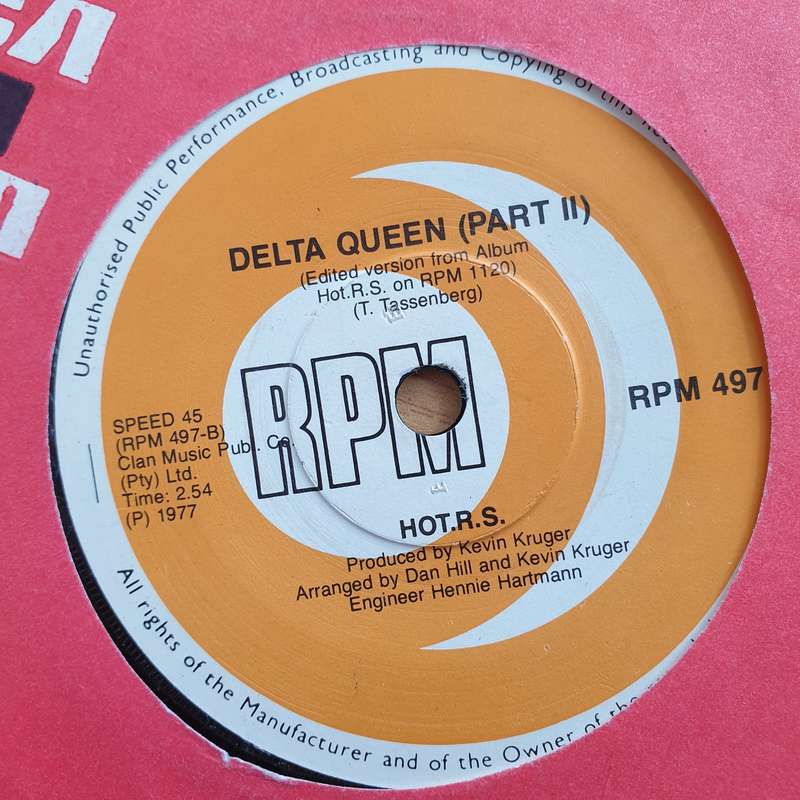 Unauthorised Public Performance, Broadcasting and Copying of this
DELTA QUEEN (PART II)
(Edited version from Album
Hot.R.S. on RPM 1120)
(T. Tassenberg)
RPM
RPM 497
SPEED 45
(RPM 497-B)
Clan Music Publ. Co.
(Pty) Ltd.
Time: 2.54
(P) 1977
HOT.R.S.
Produced by Kevin Kruger
Arranged by Dan Hill and Kevin Kruger
Engineer Hennie Hartmann
All rights of the Manufacturer and of the Owner of the